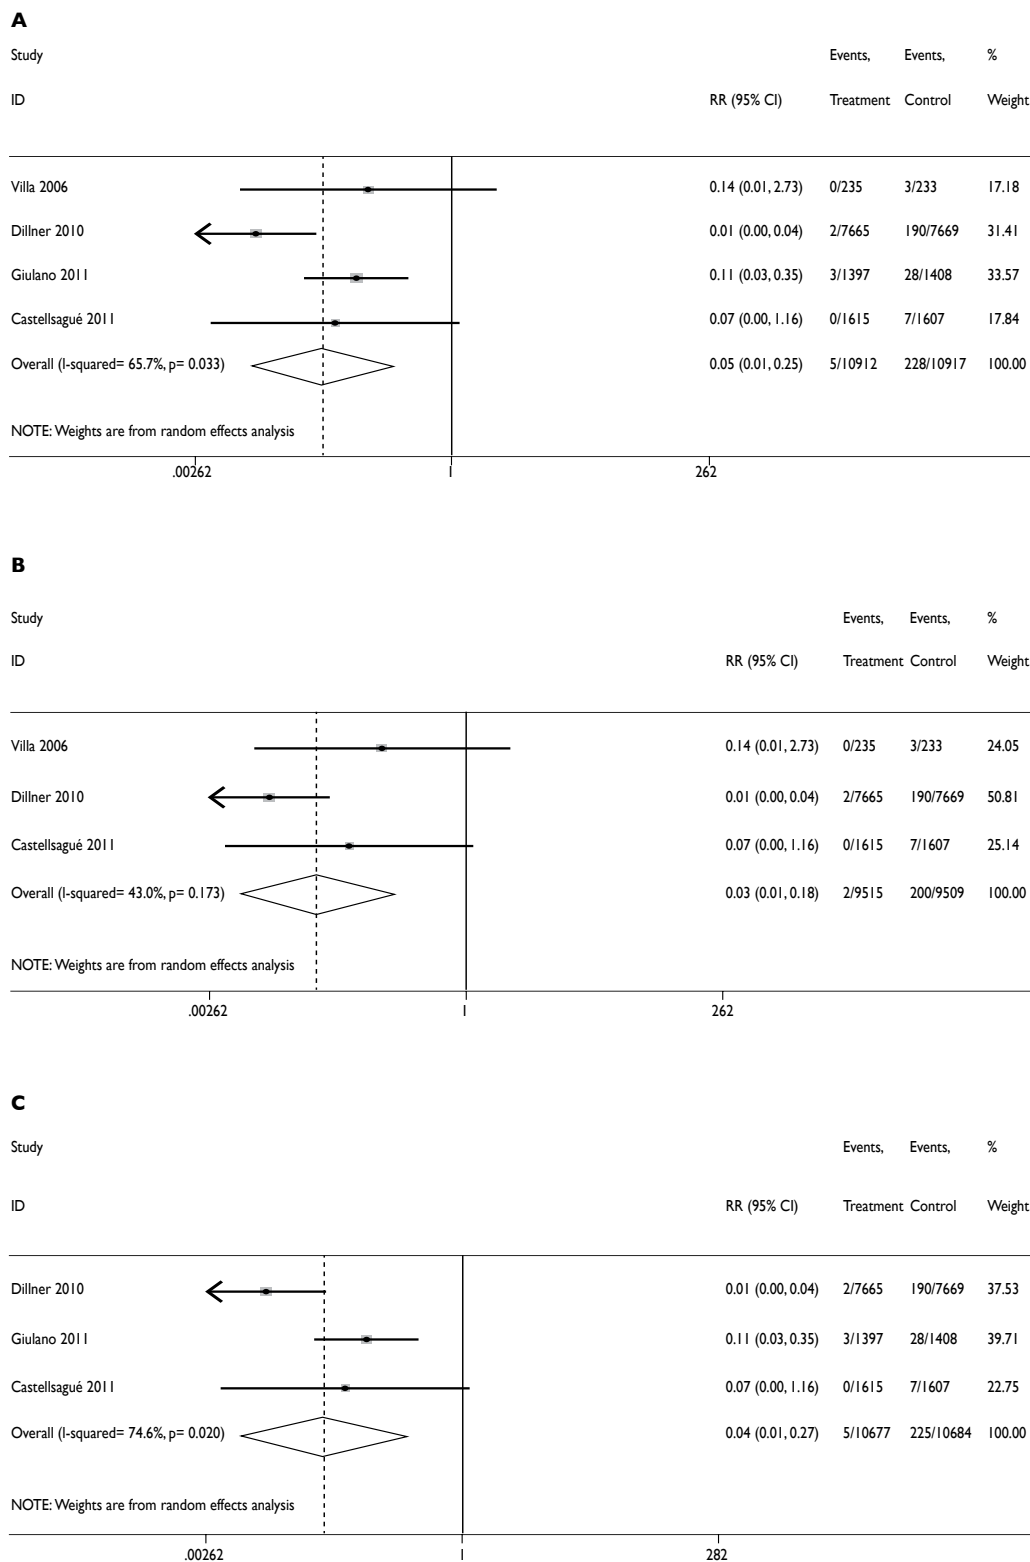 A
Study Events, Events, %
ID RR (95% CI) Treatment Control Weight
Villa 2006 0.14 (0.01, 2.73) 0/235 3/233 17.18
Dillner 2010 0.01 (0.00, 0.04) 2/7665 190/7669 31.41
Giulano 2011 0.11 (0.03, 0.35) 3/1397 28/1408 33.57
Castellsagué 2011 0.07 (0.00, 1.16) 0/1615 7/1607 17.84
Overall (I-squared= 65.7%, p= 0.033) 0.05 (0.01, 0.25) 5/10912 228/10917 100.00
NOTE: Weights are from random effects analysis
.00262 1 262
B
Study Events, Events, %
ID RR (95% CI) Treatment Control Weight
Villa 2006 0.14 (0.01, 2.73) 0/235 3/233 24.05
Dillner 2010 0.01 (0.00, 0.04) 2/7665 190/7669 50.81
Castellsagué 2011 0.07 (0.00, 1.16) 0/1615 7/1607 25.14
Overall (I-squared= 43.0%, p= 0.173) 0.03 (0.01, 0.18) 2/9515 200/9509 100.00
NOTE: Weights are from random effects analysis
.00262 1 262
C
Study Events, Events, %
ID RR (95% CI) Treatment Control Weight
Dillner 2010 0.01 (0.00, 0.04) 2/7665 190/7669 37.53
Giulano 2011 0.11 (0.03, 0.35) 3/1397 28/1408 39.71
Castellsagué 2011 0.07 (0.00, 1.16) 0/1615 7/1607 22.75
Overall (I-squared= 74.6%, p= 0.020) 0.04 (0.01, 0.27) 5/10677 225/10684 100.00
NOTE: Weights are from random effects analysis
.00262 1 282